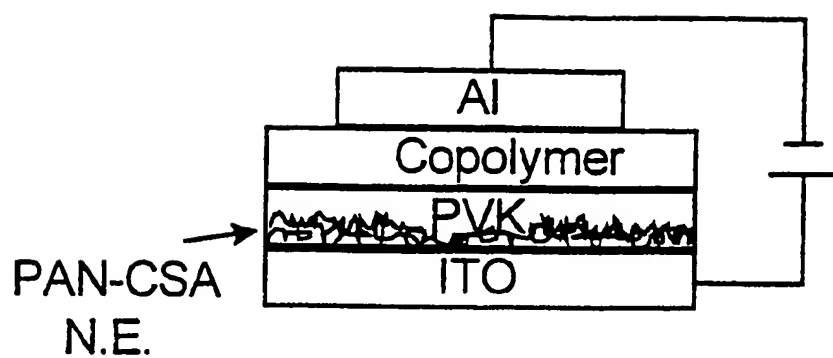 Al
Copolymer
PVK
ITO
PAN-CSA
N.E.